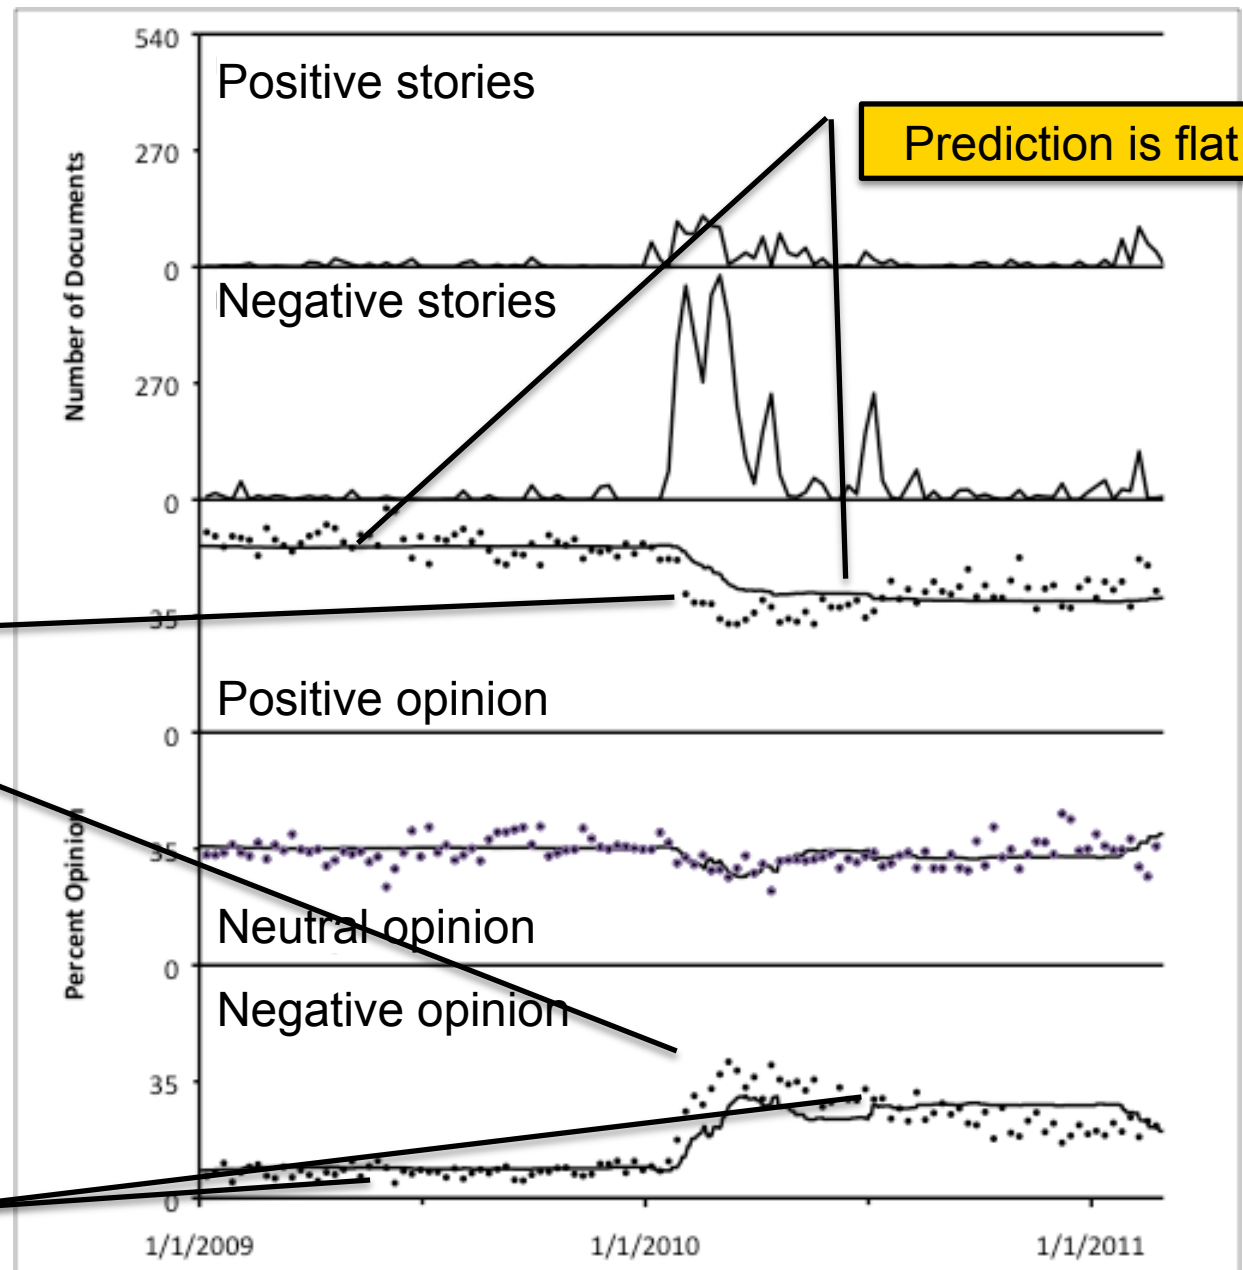 540
Positive stories
Prediction is flat
270
Number of Documents
0
Negative stories
270
0
35
Positive opinion
0
35
Percent Opinion
Neutral opinion
0
Negative opinion
35
0
1/1/2009
1/1/2010
1/1/2011